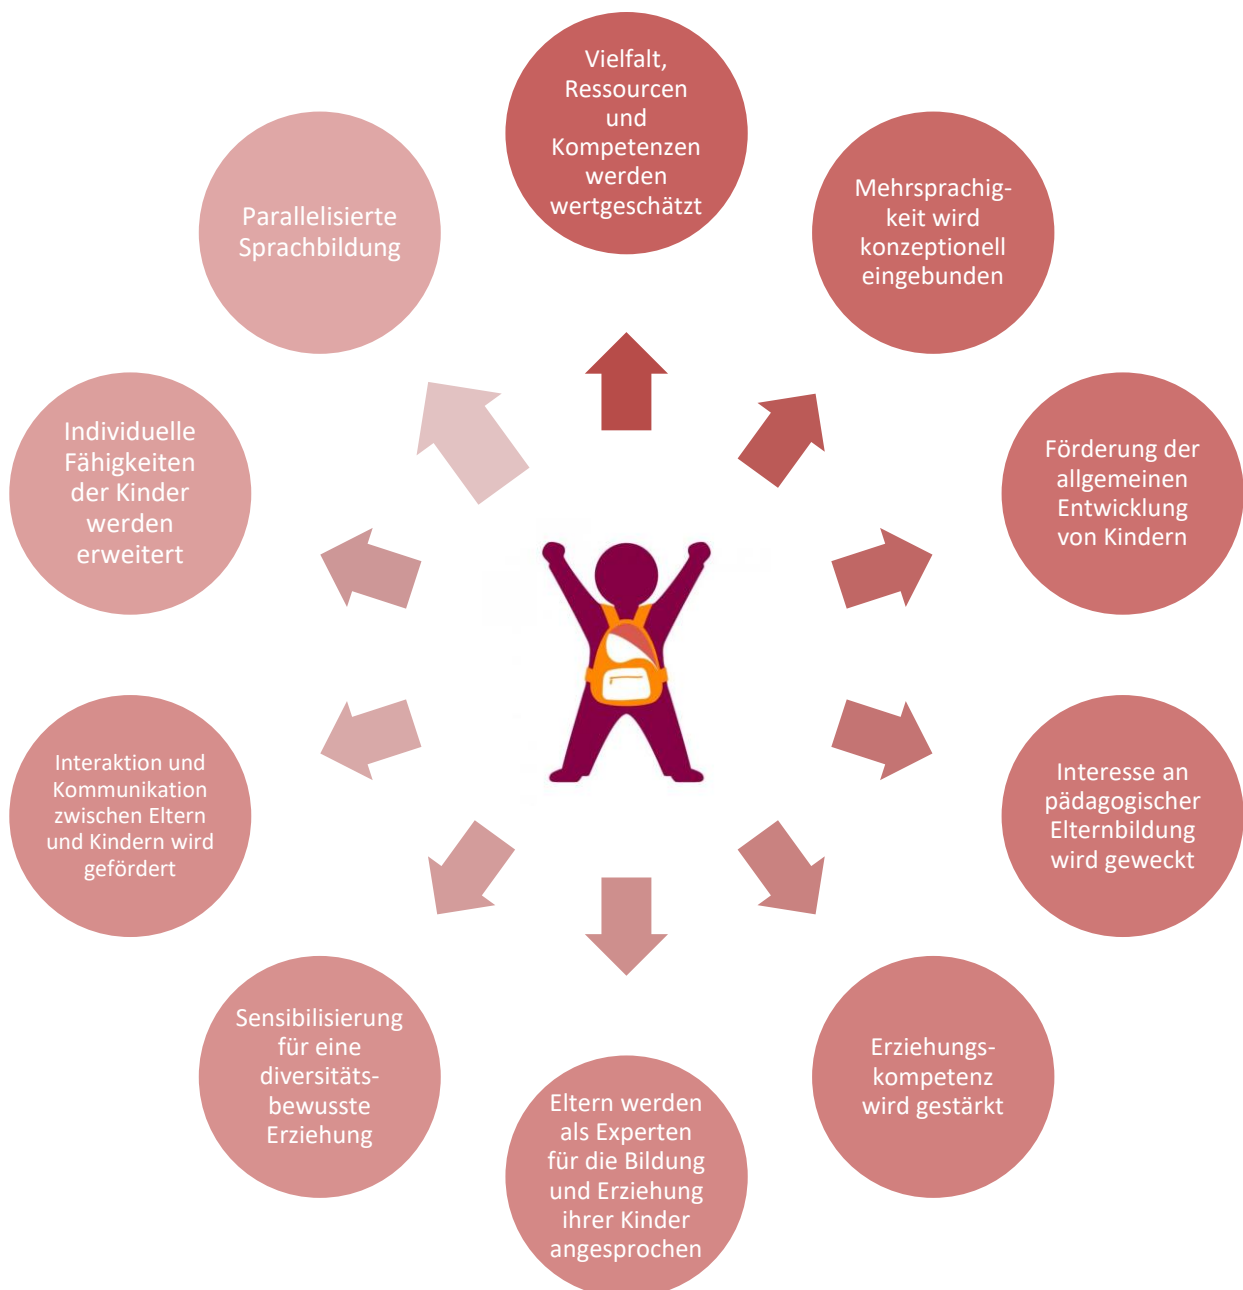 Vielfalt,
Ressourcen
und
Kompetenzen
werden
wertgeschätzt
Mehrsprachig-
keit wird
konzeptionell
eingebunden
Förderung der
allgemeinen
Entwicklung
von Kindern
Interesse an
pädagogischer
Elternbildung
wird geweckt
Erziehungs-
kompetenz
wird gestärkt
Eltern werden
als Experten
für die Bildung
und Erziehung
ihrer Kinder
angesprochen
Sensibilisierung
für eine
diversitäts-
bewusste
Erziehung
Interaktion und
Kommunikation
zwischen Eltern
und Kindern wird
gefördert
Individuelle
Fähigkeiten
der Kinder
werden
erweitert
Parallelisierte
Sprachbildung